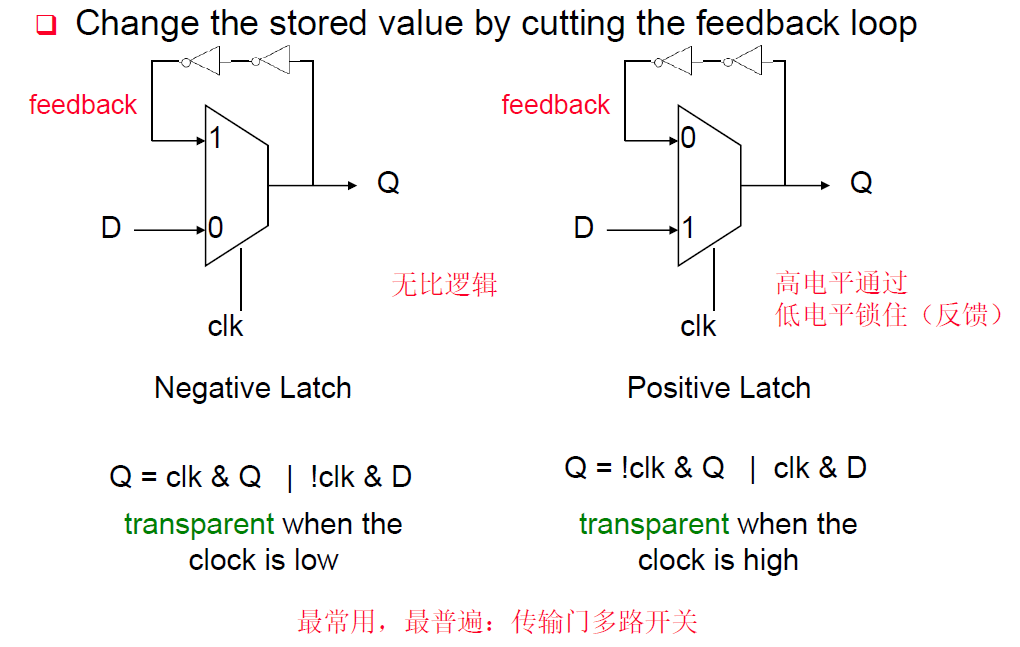 Change the stored value by cutting the feedback loop
feedback
1
D
0
Q
clk
无比逻辑
Negative Latch
Q = clk & Q | !clk & D
transparent when the
clock is low
feedback
0
D
1
Q
clk
高电平通过
低电平锁住（反馈）
Positive Latch
Q = !clk & Q | clk & D
transparent when the
clock is high
最常用，最普遍：传输门多路开关